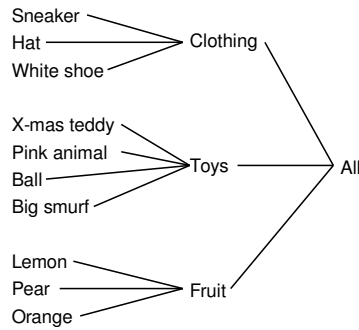 Sneaker
Hat
White shoe
Clothing
X-mas teddy
Pink animal
Ball
Big smurf
Toys
All
Lemon
Pear
Orange
Fruit